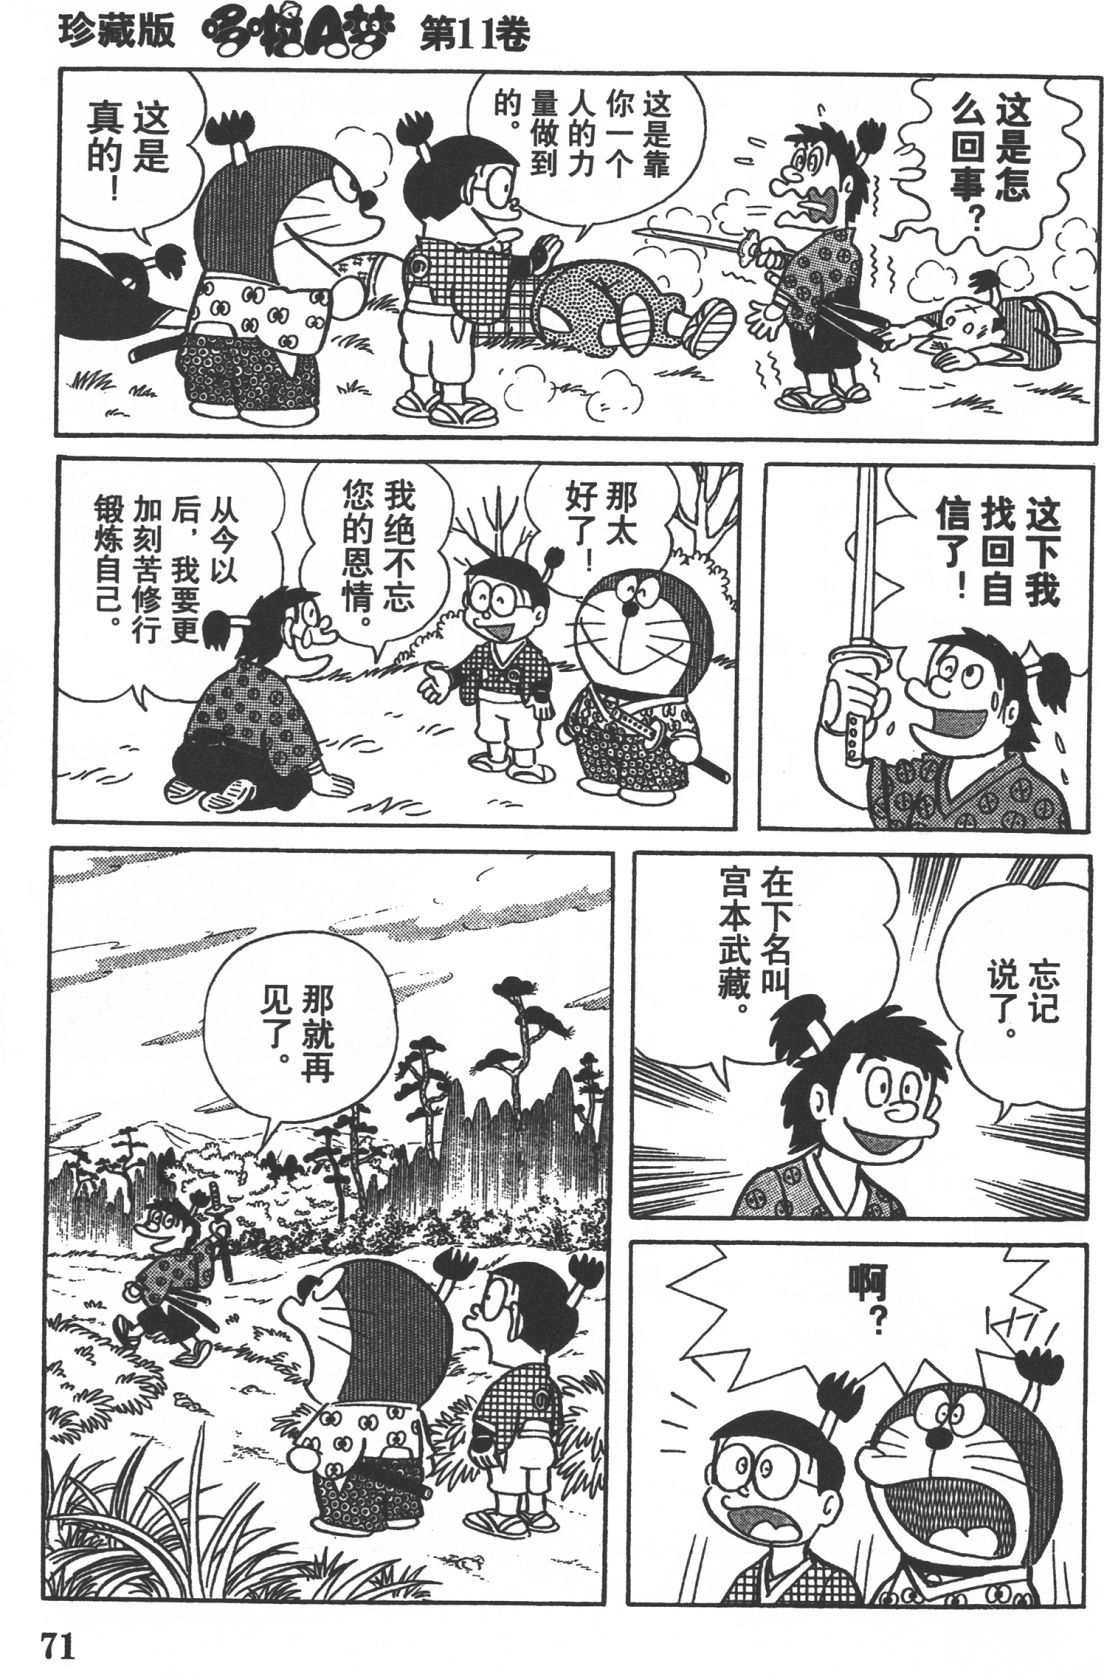 珍藏版 哆啦A梦 第11卷
这是怎
么回事？
这是靠
你一个
人的力
量做到
的。
这是
真的！
这下我
找回自
信了！
那太
好了！
我绝不忘
您的恩情。
从今以
后，我要更
加刻苦修行
锻炼自己。
忘记
说了。
在下名叫
宫本武藏。
啊？
那就再
见了。
71